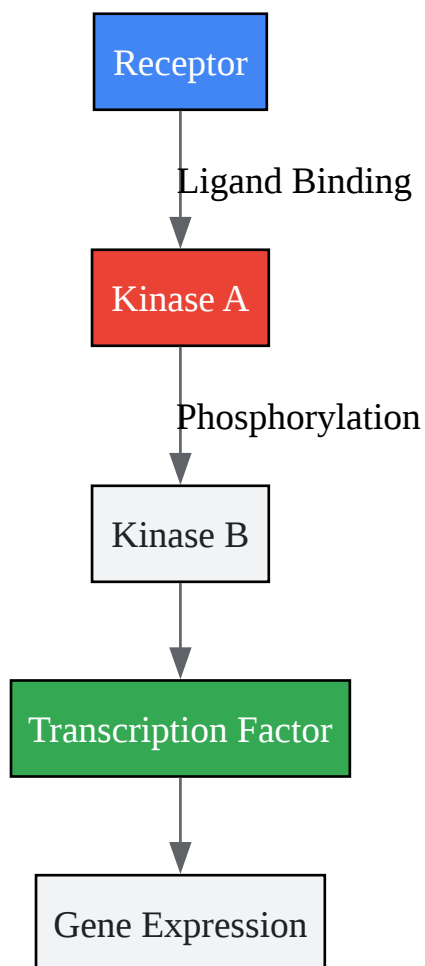 Receptor
Ligand Binding
Kinase A
Phosphorylation
Kinase B
Transcription Factor
Gene Expression